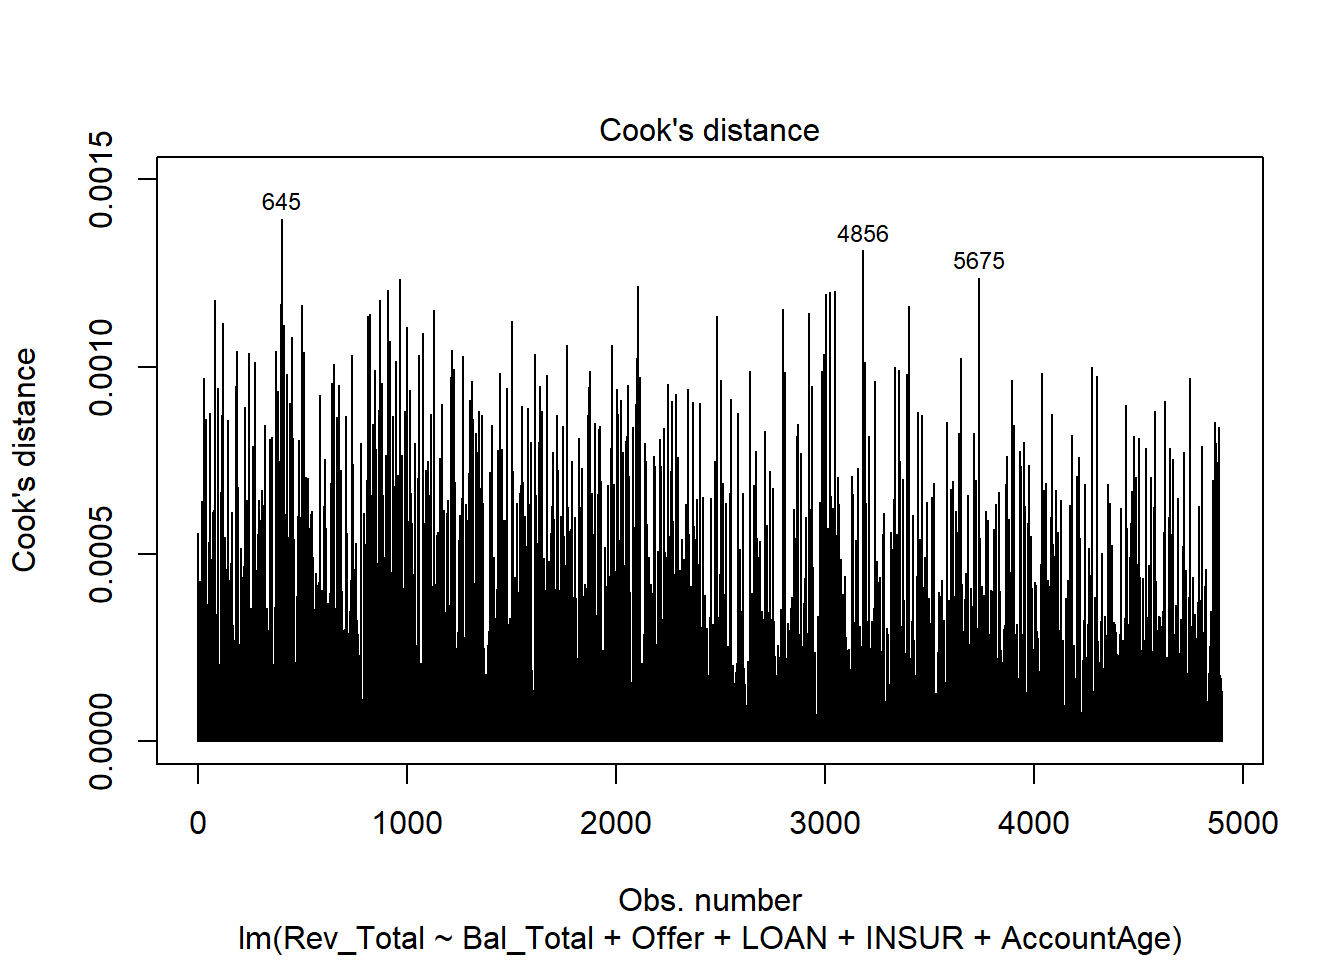 Cook's distance
0.0015
0.0010
0.0005
0.0000
Cook's distance
645
4856
5675
0 1000 2000 3000 4000 5000
Obs. number
lm(Rev_Total ~ Bal_Total + Offer + LOAN + INSUR + AccountAge)